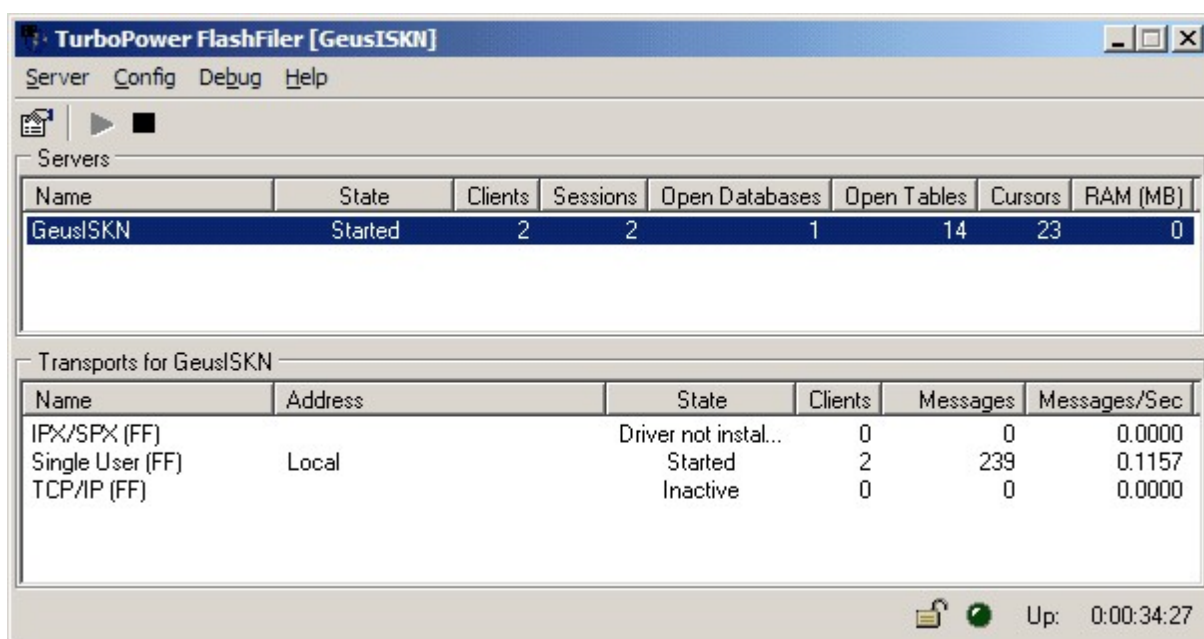 TurboPower FlashFiler [GeusISKN]
Server Config Debug Help
Servers
Name State Clients Sessions Open Databases Open Tables Cursors RAM (MB)
GeusISKN Started 2 2 1 14 23 0
Transports for GeusISKN
Name Address State Clients Messages Messages/Sec
IPX/SPX (FF) Driver not instal... 0 0 0.0000
Single User (FF) Local Started 2 239 0.1157
TCP/IP (FF) Inactive 0 0 0.0000
Up: 0:00:34:27